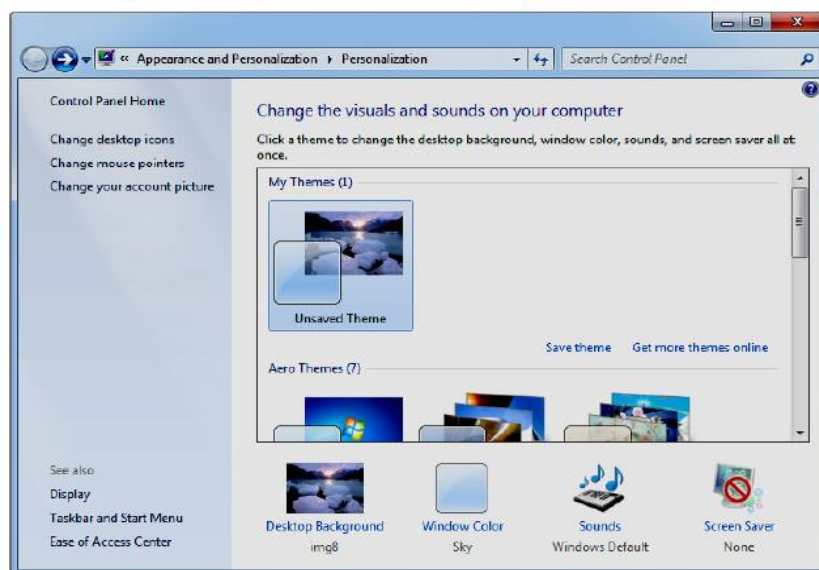 « Appearance and Personalization ▸ Personalization
Search Control Panel
Control Panel Home
Change desktop icons
Change mouse pointers
Change your account picture
Change the visuals and sounds on your computer
Click a theme to change the desktop background, window color, sounds, and screen saver all at
once.
My Themes (1)
Unsaved Theme
Save theme Get more themes online
Aero Themes (7)
See also
Display
Taskbar and Start Menu
Ease of Access Center
Desktop Background
img8
Window Color
Sky
Sounds
Windows Default
Screen Saver
None